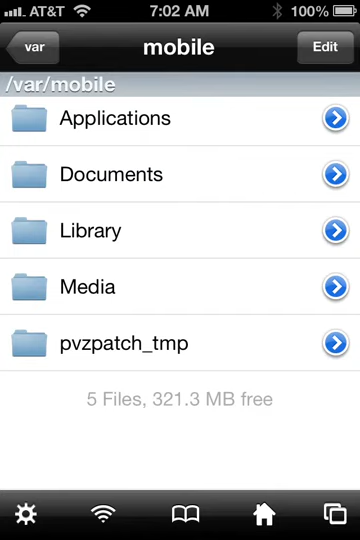 AT&T 7:02 AM 100%
var mobile Edit
/var/mobile
Applications
Documents
Library
Media
pvzpatch_tmp
5 Files, 321.3 MB free